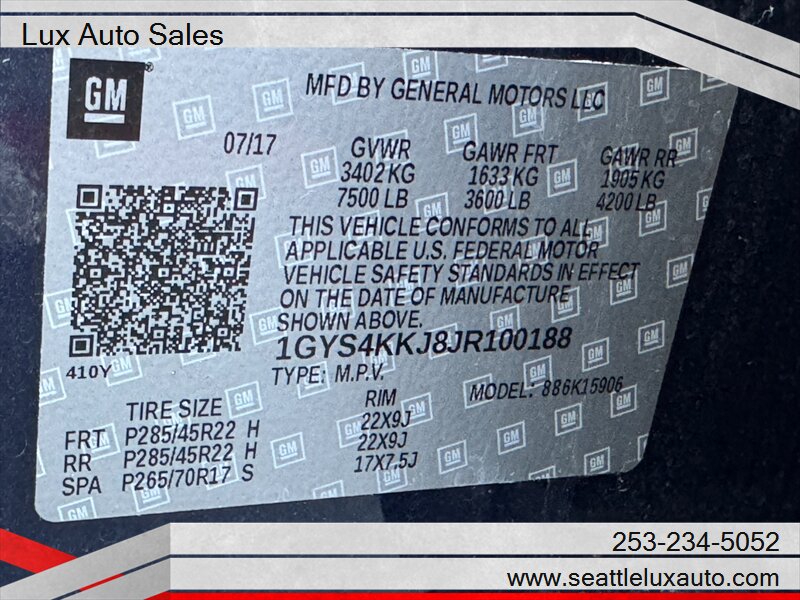 Lux Auto Sales
GM
MFD BY GENERAL MOTORS LLC
07/17
GVWR GAWR FRT GAWR RR
3402 KG 1633 KG 1905 KG
7500 LB 3600 LB 4200 LB
THIS VEHICLE CONFORMS TO ALL
APPLICABLE U.S. FEDERAL MOTOR
VEHICLE SAFETY STANDARDS IN EFFECT
ON THE DATE OF MANUFACTURE
SHOWN ABOVE.
1GYS4KKJ8JR100188
410Y
TYPE: M.P.V. MODEL: 886K15906
TIRE SIZE RIM
FRT P285/45R22 H 22X9J
RR P285/45R22 H 22X9J
SPA P265/70R17 S 17X7,5J
253-234-5052
www.seattleluxauto.com